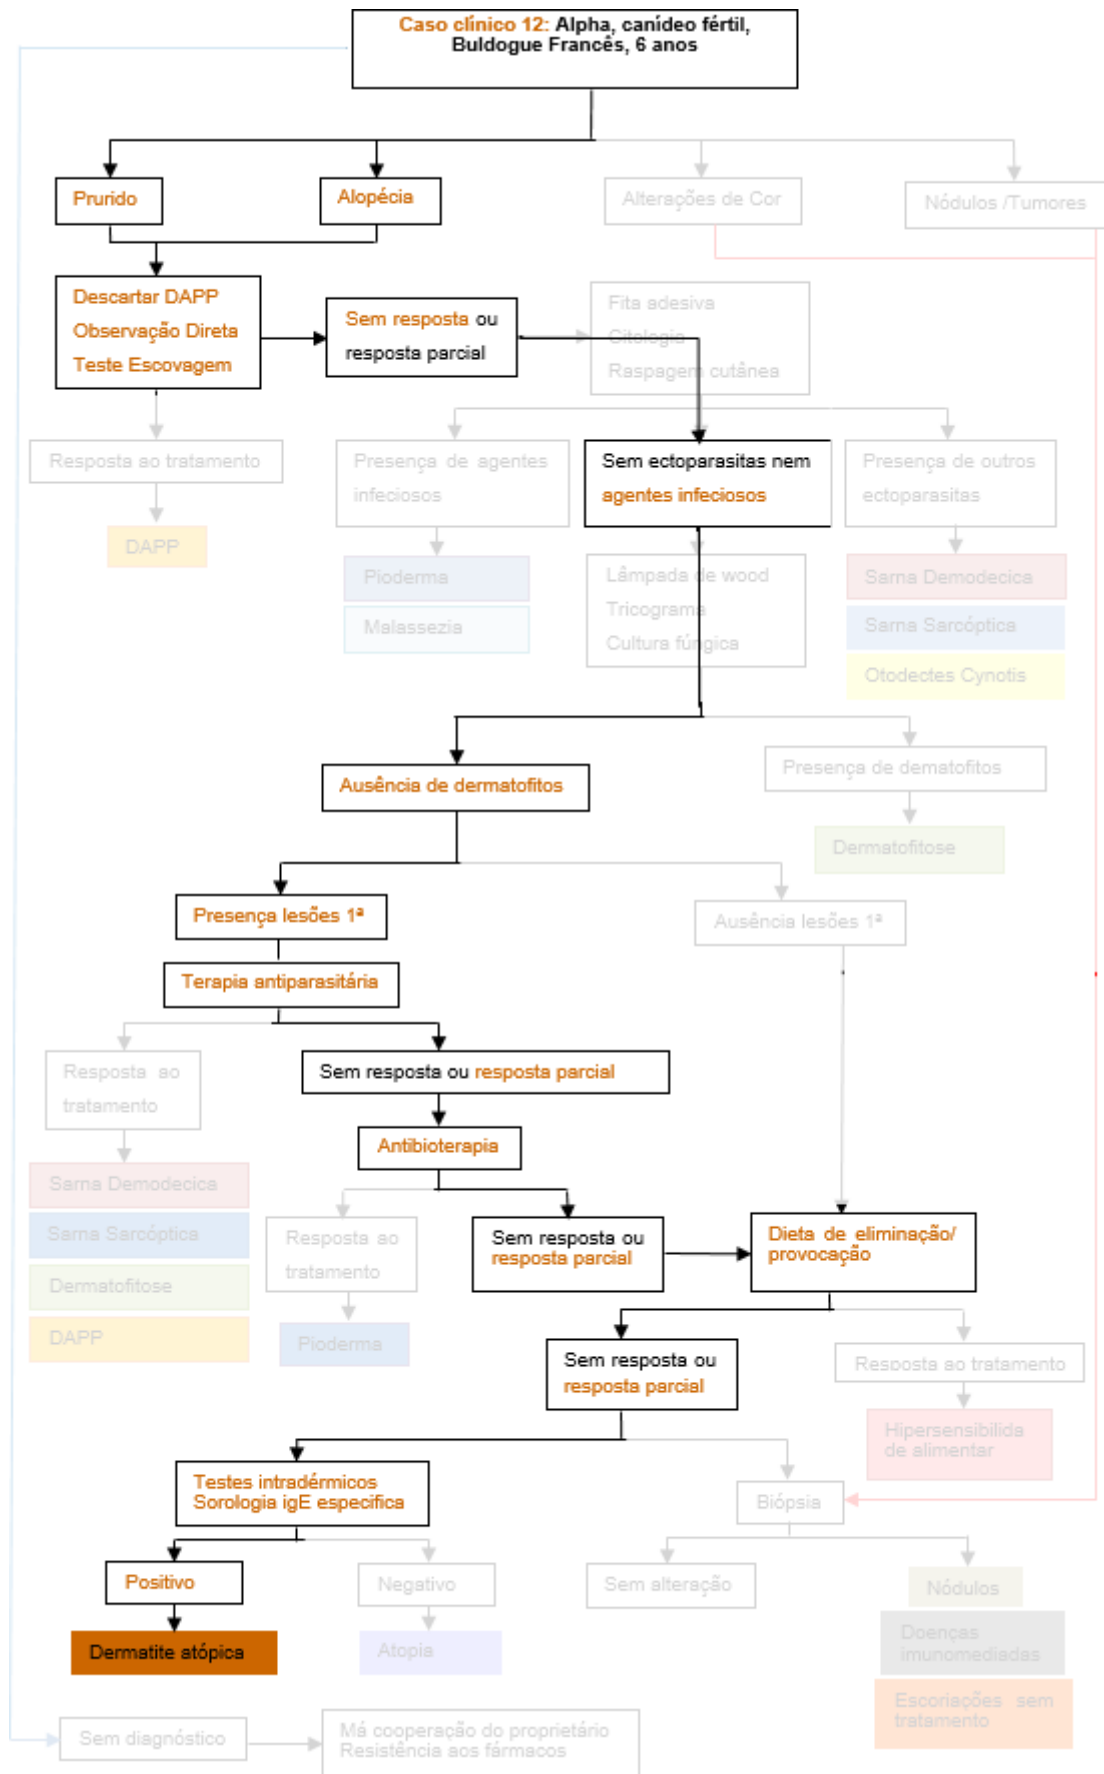 Caso clínico 12: Alpha, canídeo fértil,
Buldogue Francês, 6 anos
Prurido
Alopécia
Alterações de Cor
Nódulos /Tumores
Descartar DAPP
Observação Direta
Teste Escovagem
Sem resposta ou
resposta parcial
Fita adesiva
Citologia
Raspagem cutânea
Resposta ao tratamento
DAPP
Presença de agentes
infeciosos
Sem ectoparasitas nem
agentes infeciosos
Presença de outros
ectoparasitas
Pioderma
Malassezia
Lâmpada de wood
Tricograma
Cultura fúngica
Sarna Demodecica
Sarna Sarcóptica
Otodectes Cynotis
Ausência de dermatofitos
Presença de dematofitos
Dermatofitose
Presença lesões 1ª
Ausência lesões 1ª
Terapia antiparasitária
Resposta ao
tratamento
Sem resposta ou resposta parcial
Antibioterapia
Sarna Demodecica
Sarna Sarcóptica
Dermatofitose
DAPP
Resposta ao
tratamento
Pioderma
Sem resposta ou
resposta parcial
Dieta de eliminação/
provocação
Sem resposta ou
resposta parcial
Resposta ao tratamento
Hipersensibilida
de alimentar
Testes intradérmicos
Sorologia igE especifica
Biópsia
Positivo
Negativo
Sem alteração
Nódulos
Dermatite atópica
Atopia
Doenças
imunomediadas
Escoriações sem
tratamento
Sem diagnóstico
Má cooperação do proprietário
Resistência aos fármacos